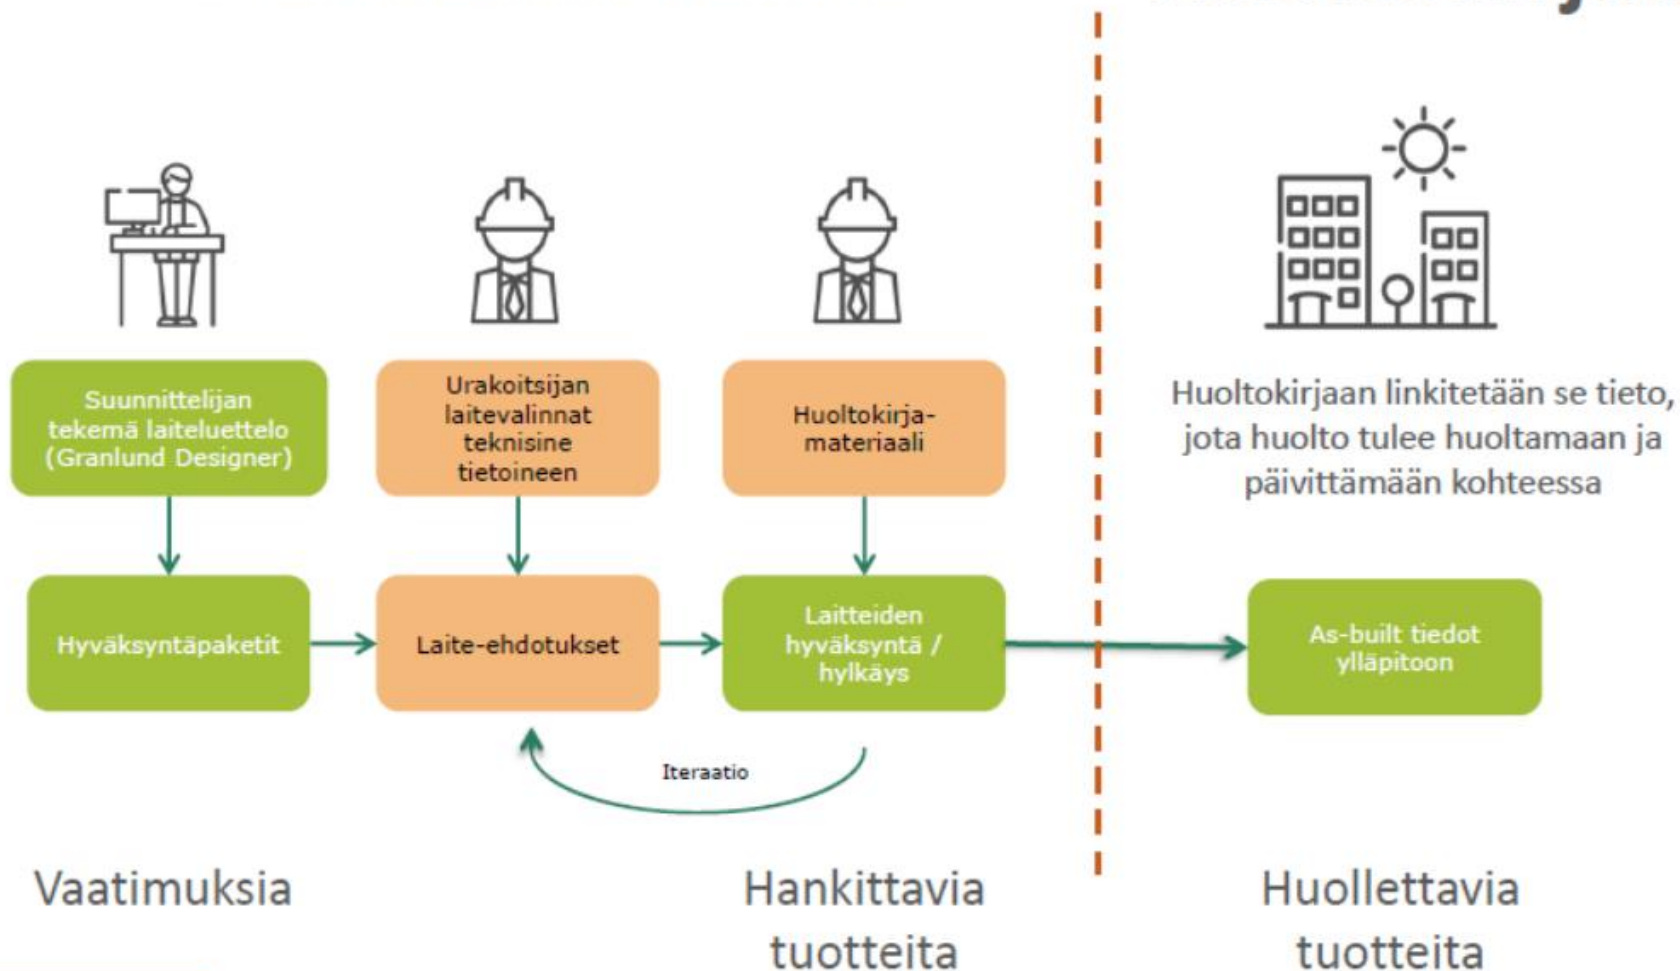 Suunnittelijan
tekemä laiteluettelo
(Granlund Designer)
Urakoitsijan
laitevalinnat
teknisine
tietoineen
Huoltokirja-
materiaali
Huoltokirjaan linkitetään se tieto,
jota huolto tulee huoltamaan ja
päivittämään kohteessa
Hyväksyntäpaketit
Laite-ehdotukset
Laitteiden
hyväksyntä /
hylkäys
As-built tiedot
ylläpitoon
Iteraatio
Vaatimuksia
Hankittavia
tuotteita
Huollettavia
tuotteita